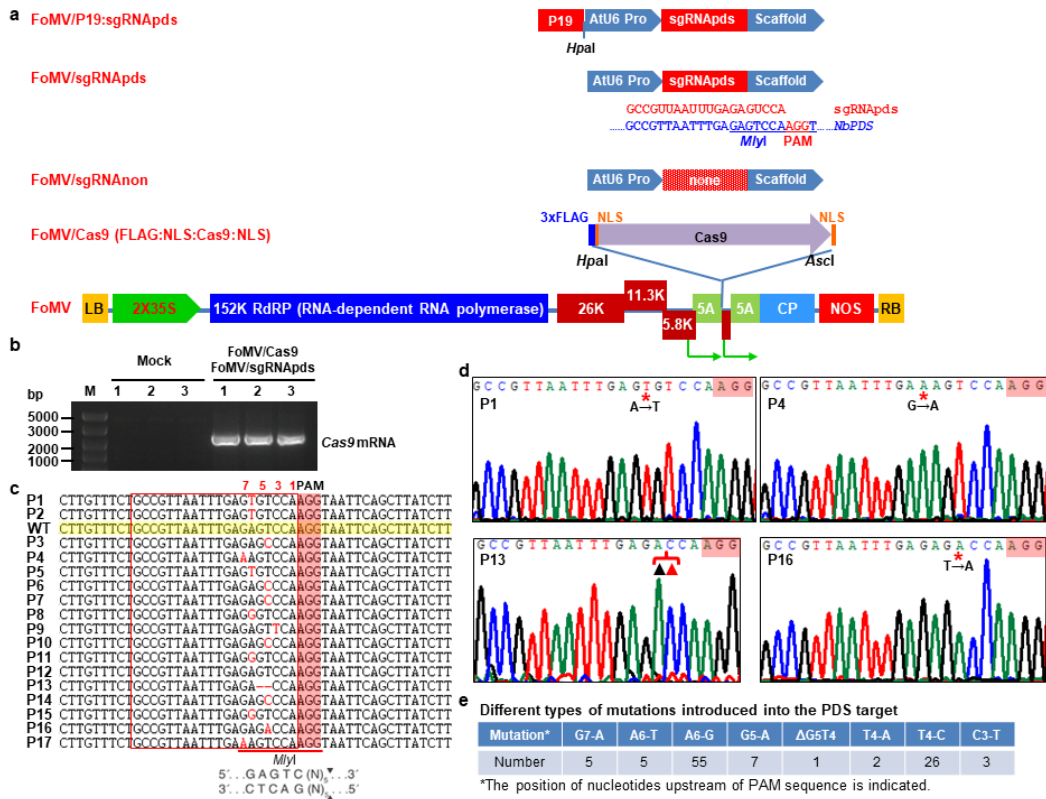 a
FoMV/P19:sgRNApds
P19 AtU6 Pro sgRNApds Scaffold
HpaI
FoMV/sgRNApds
AtU6 Pro sgRNApds Scaffold
GCCGUUAAUUUGAGAGUCCA sgRNApds
......GCCGTTAATTTGAGAGTCCAAGGT......NbPDS
MlyI PAM
FoMV/sgRNAnon
AtU6 Pro none Scaffold
FoMV/Cas9 (FLAG:NLS:Cas9:NLS)
3xFLAG NLS Cas9 NLS
HpaI AscI
FoMV
LB 2X35S 152K RdRP (RNA-dependent RNA polymerase) 26K 11.3K 5.8K 5A 5A CP NOS RB
b
Mock FoMV/Cas9
FoMV/sgRNApds
bp M 1 2 3 1 2 3
5000
3000
2000
1000
Cas9 mRNA
c
7 5 3 1 PAM
P1 CTTGTTTCTGCCGTTAATTTGAGTGTCCAAGGTAATTCAGCTTATCTT
P2 CTTGTTTCTGCCGTTAATTTGAGTGTCCAAGGTAATTCAGCTTATCTT
WT CTTGTTTCTGCCGTTAATTTGAGAGTCCAAGGTAATTCAGCTTATCTT
P3 CTTGTTTCTGCCGTTAATTTGAGAGCCCAAGGTAATTCAGCTTATCTT
P4 CTTGTTTCTGCCGTTAATTTGAAAGTCCAAGGTAATTCAGCTTATCTT
P5 CTTGTTTCTGCCGTTAATTTGAGTGTCCAAGGTAATTCAGCTTATCTT
P6 CTTGTTTCTGCCGTTAATTTGAGAGCCCAAGGTAATTCAGCTTATCTT
P7 CTTGTTTCTGCCGTTAATTTGAGAGCCCAAGGTAATTCAGCTTATCTT
P8 CTTGTTTCTGCCGTTAATTTGAGGGTCCAAGGTAATTCAGCTTATCTT
P9 CTTGTTTCTGCCGTTAATTTGAGAGTTCAAGGTAATTCAGCTTATCTT
P10 CTTGTTTCTGCCGTTAATTTGAGAGCCCAAGGTAATTCAGCTTATCTT
P11 CTTGTTTCTGCCGTTAATTTGAGGGTCCAAGGTAATTCAGCTTATCTT
P12 CTTGTTTCTGCCGTTAATTTGAGAGTCCAAGGTAATTCAGCTTATCTT
P13 CTTGTTTCTGCCGTTAATTTGAGA--CCAAGGTAATTCAGCTTATCTT
P14 CTTGTTTCTGCCGTTAATTTGAGAGCCCAAGGTAATTCAGCTTATCTT
P15 CTTGTTTCTGCCGTTAATTTGAGGGTCCAAGGTAATTCAGCTTATCTT
P16 CTTGTTTCTGCCGTTAATTTGAGAGACCAAGGTAATTCAGCTTATCTT
P17 CTTGTTTCTGCCGTTAATTTGAAAGTCCAAGGTAATTCAGCTTATCTT
MlyI
5′...GAGTC(N)5▼...3′
3′...CTCAG(N)5▲...5′
d
GCCGTTAATTTGAGTGTCCAAGG
P1 * A→T
GCCGTTAATTTGAAAGTCCAAGG
P4 * G→A
GCCGTTAATTTGAGACCAAGG
P13
GCCGTTAATTTGAGAGACCAAGG
P16 * T→A
e Different types of mutations introduced into the PDS target
Mutation* G7-A A6-T A6-G G5-A ΔG5T4 T4-A T4-C C3-T
Number 5 5 55 7 1 2 26 3
*The position of nucleotides upstream of PAM sequence is indicated.